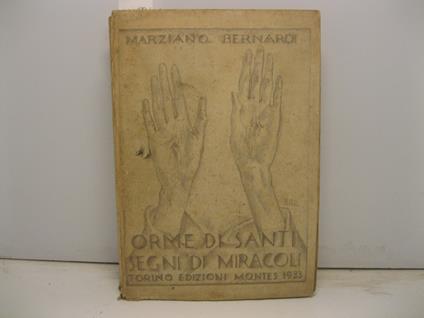 MARZIANO BERNARDI
ORME DI SANTI
SEGNI DI MIRACOLI
TORINO EDIZIONI MONTES 1933